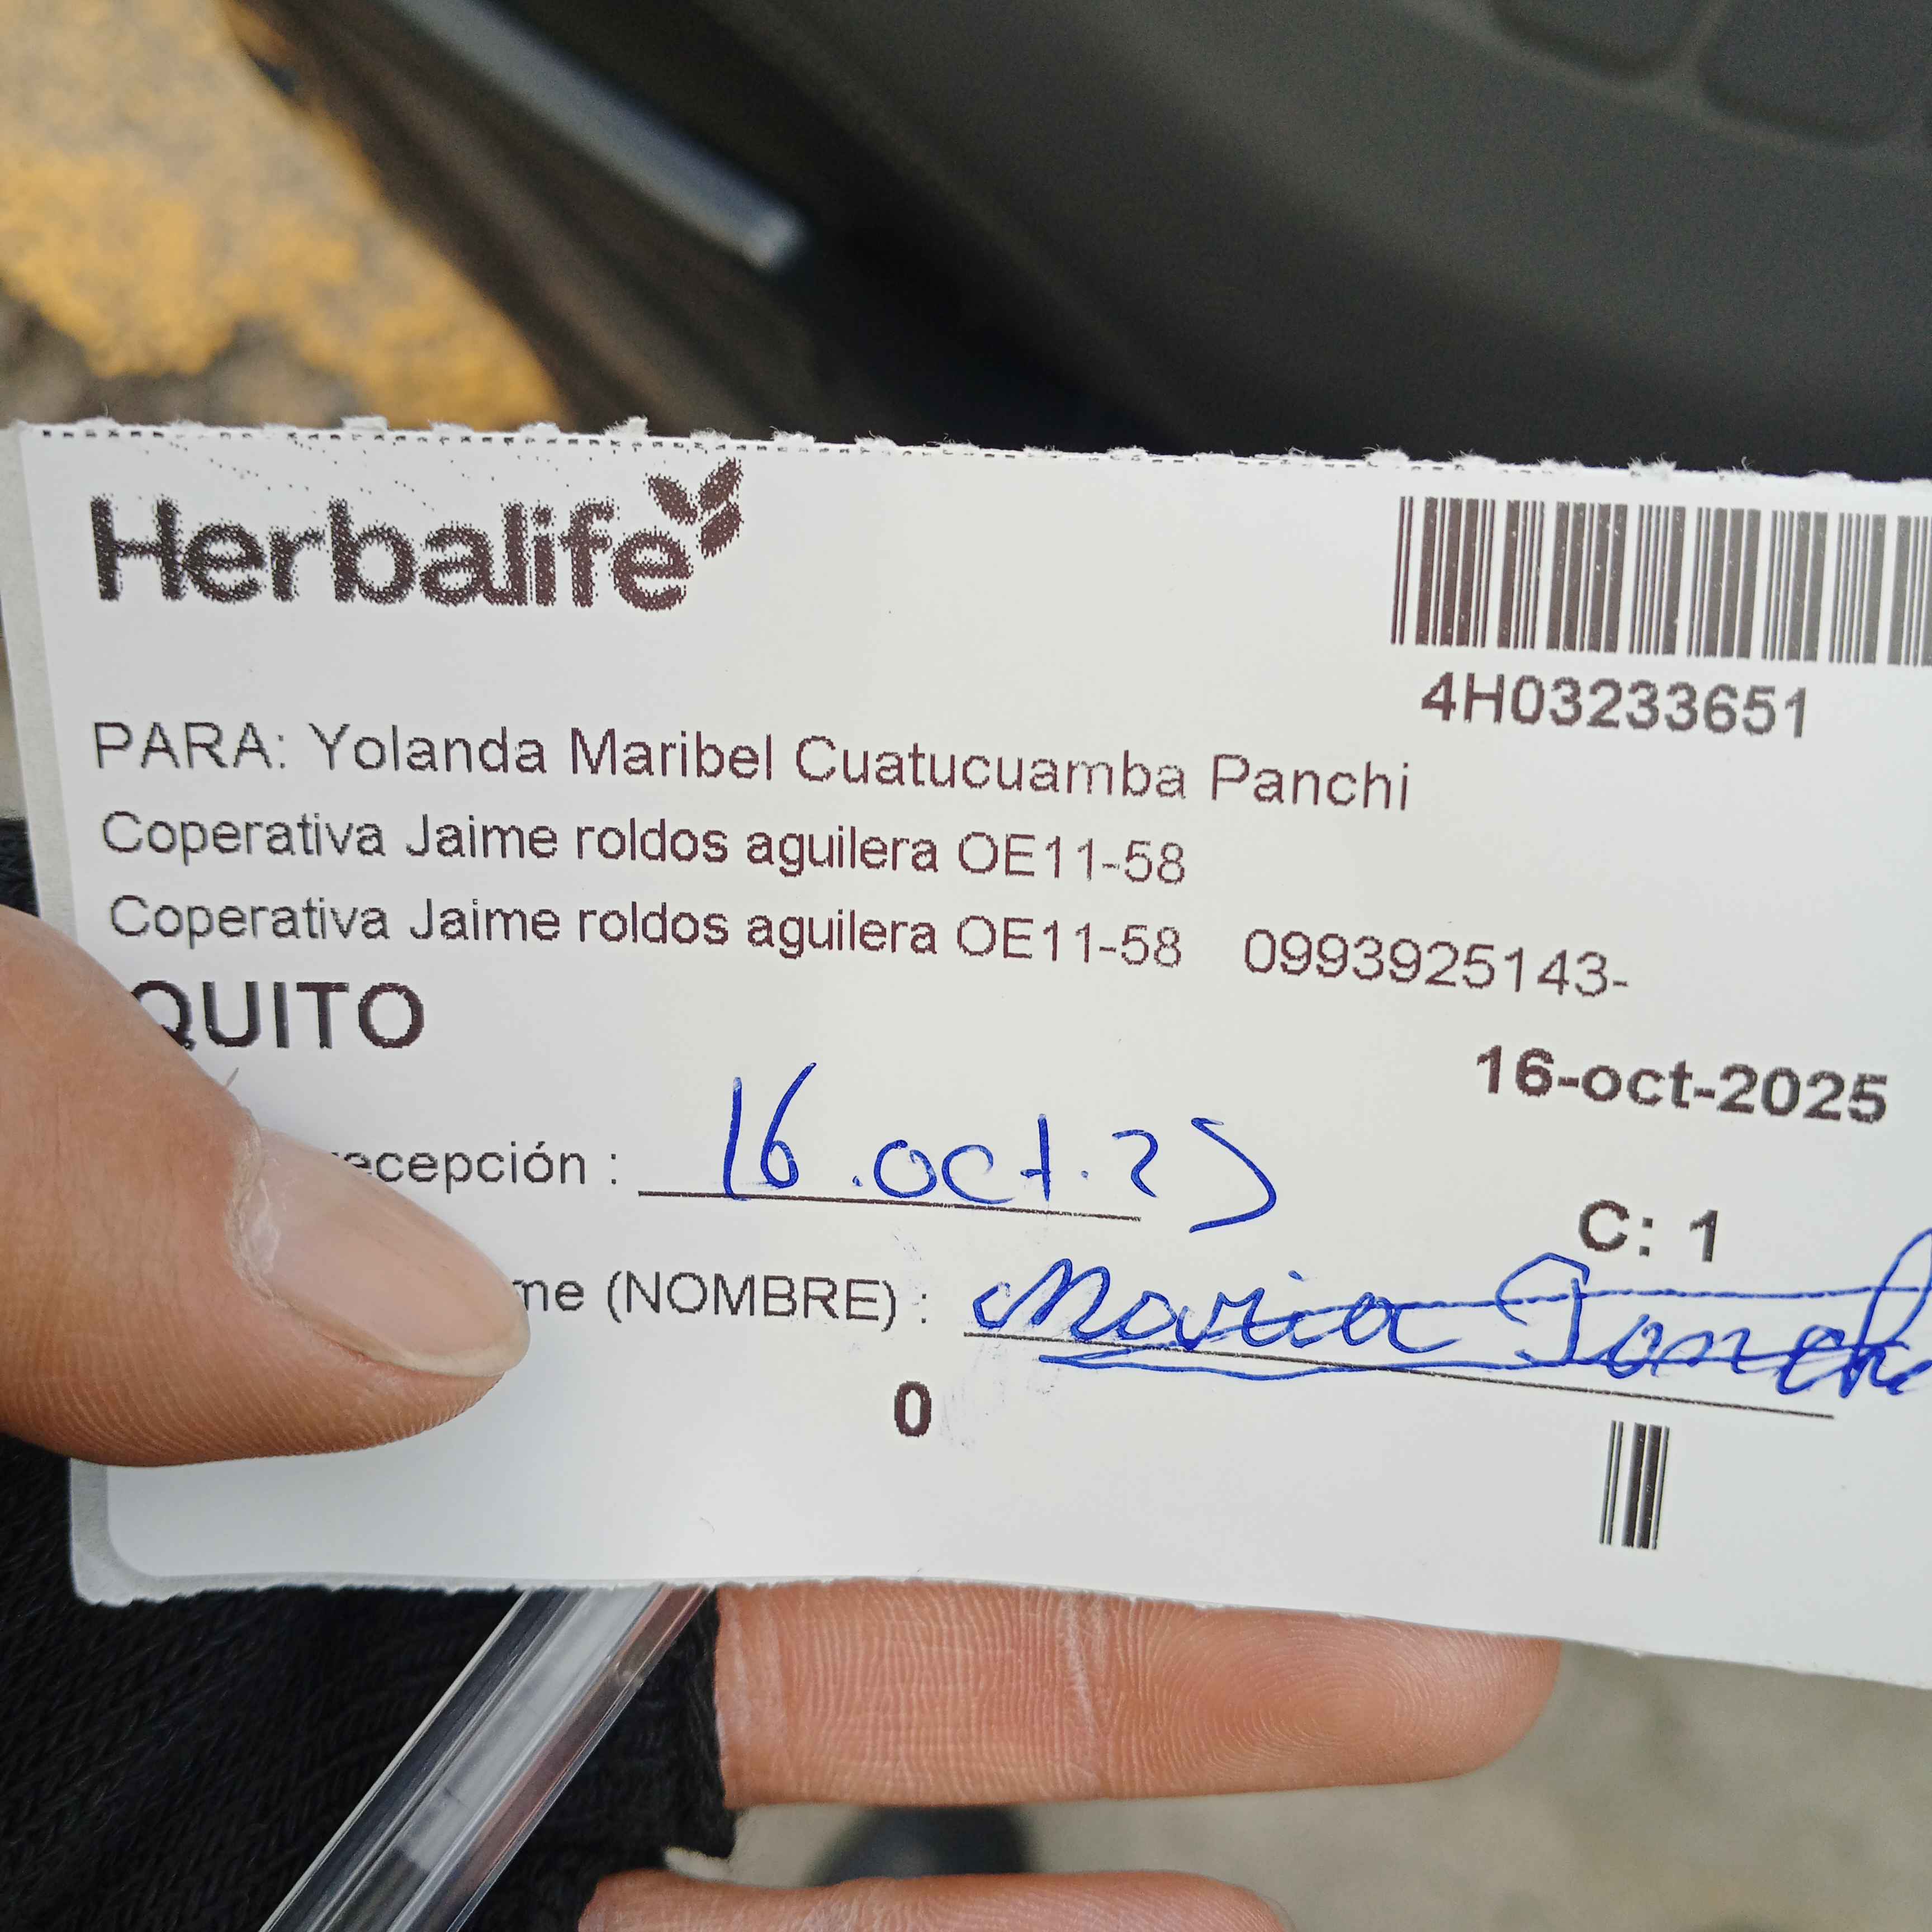 Herbalife
4H03233651
PARA: Yolanda Maribel Cuatucuamba Panchi
Coperativa Jaime roldos aguilera OE11-58
Coperativa Jaime roldos aguilera OE11-58 0993925143-
QUITO
16-oct-2025
ecepción : 16.oct.25
C: 1
me (NOMBRE) : Maria
0